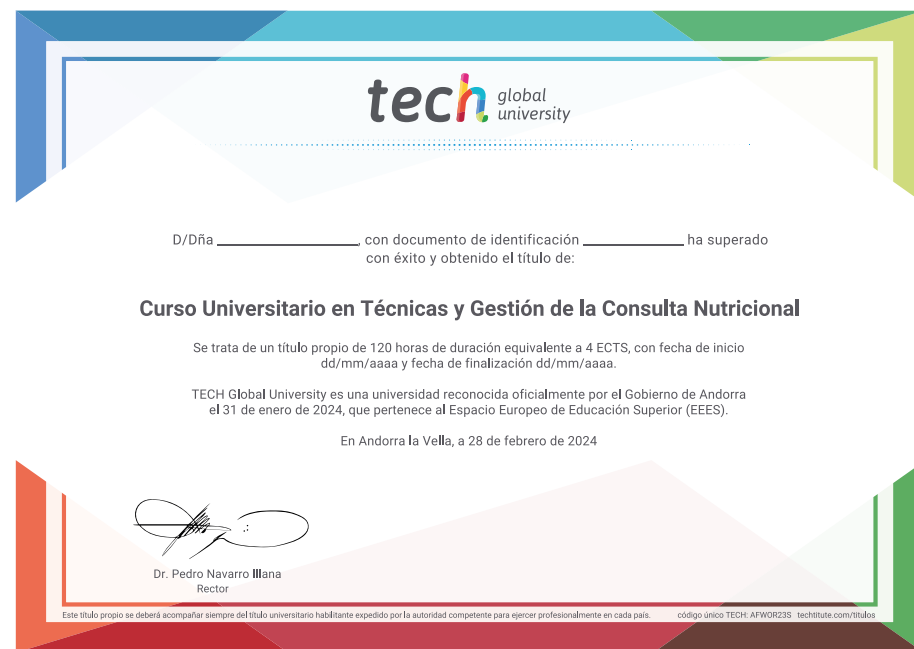 tech global university
D/Dña ____________________, con documento de identificación ______________ ha superado
con éxito y obtenido el título de:
Curso Universitario en Técnicas y Gestión de la Consulta Nutricional
Se trata de un título propio de 120 horas de duración equivalente a 4 ECTS, con fecha de inicio
dd/mm/aaaa y fecha de finalización dd/mm/aaaa.
TECH Global University es una universidad reconocida oficialmente por el Gobierno de Andorra
el 31 de enero de 2024, que pertenece al Espacio Europeo de Educación Superior (EEES).
En Andorra la Vella, a 28 de febrero de 2024
Dr. Pedro Navarro Illana
Rector
Este título propio se deberá acompañar siempre del título universitario habilitante expedido por la autoridad competente para ejercer profesionalmente en cada país. código único TECH: AFWOR23S techtitute.com/titulos